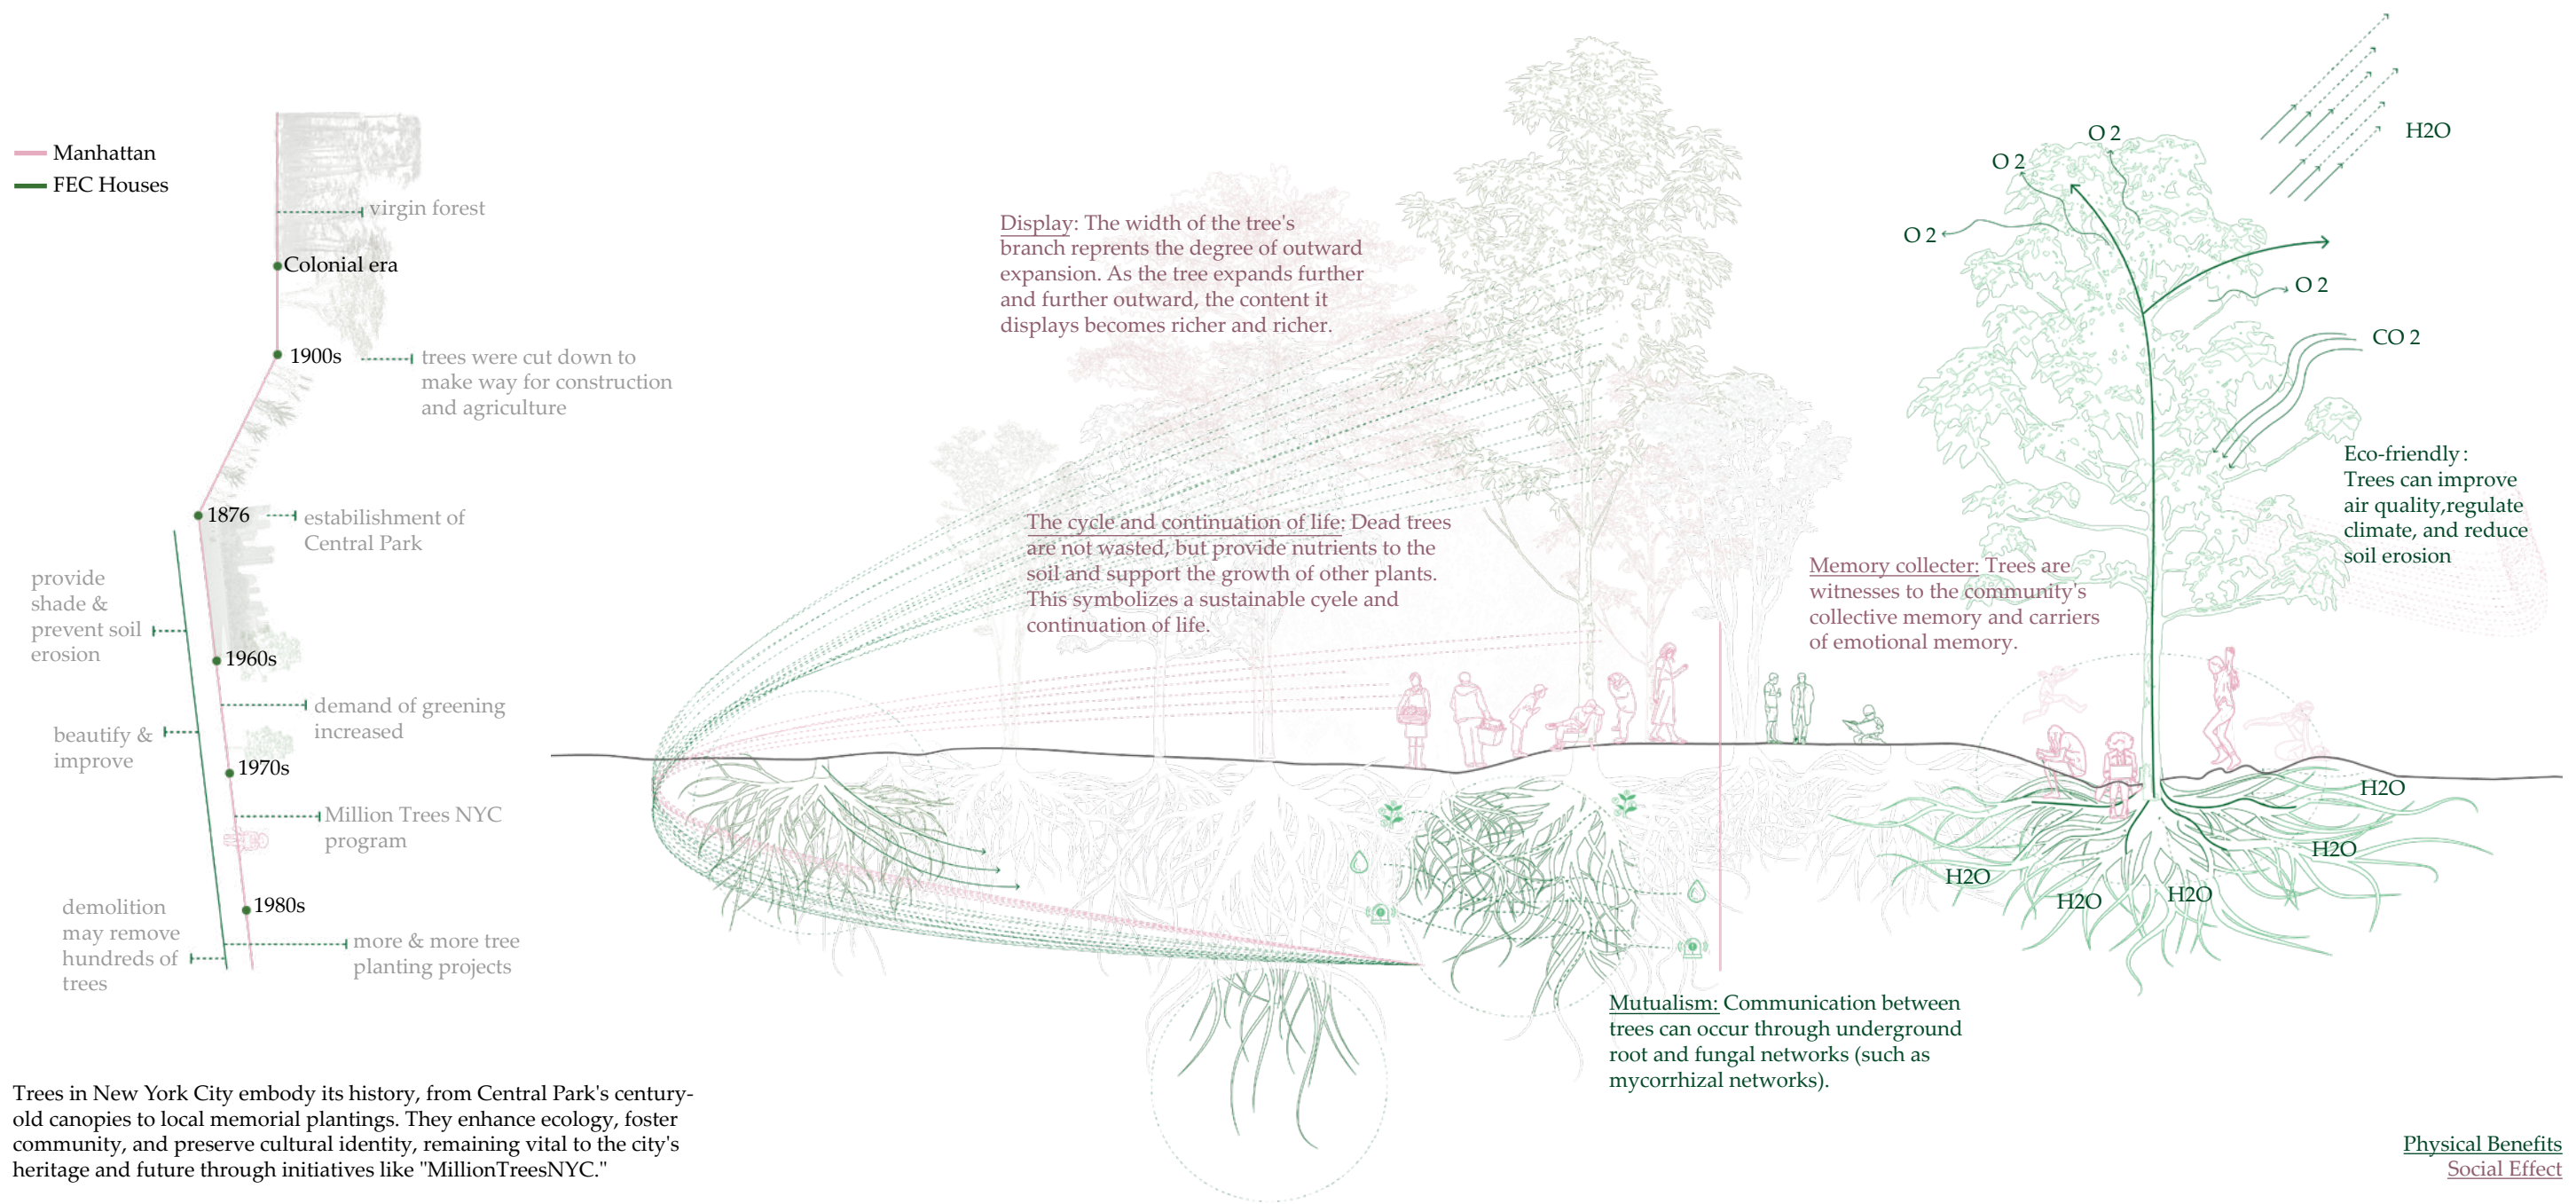 Manhattan
FEC Houses
virgin forest
Colonial era
1900s
trees were cut down to
make way for construction
and agriculture
1876
estabilishment of
Central Park
provide
shade &
prevent soil
erosion
1960s
demand of greening
increased
beautify &
improve
1970s
Million Trees NYC
program
1980s
demolition
may remove
hundreds of
trees
more & more tree
planting projects
Trees in New York City embody its history, from Central Park's century-
old canopies to local memorial plantings. They enhance ecology, foster
community, and preserve cultural identity, remaining vital to the city's
heritage and future through initiatives like "MillionTreesNYC."
Display: The width of the tree's
branch reprents the degree of outward
expansion. As the tree expands further
and further outward, the content it
displays becomes richer and richer.
The cycle and continuation of life: Dead trees
are not wasted, but provide nutrients to the
soil and support the growth of other plants.
This symbolizes a sustainable cycle and
continuation of life.
Memory collecter: Trees are
witnesses to the community's
collective memory and carriers
of emotional memory.
Mutualism: Communication between
trees can occur through underground
root and fungal networks (such as
mycorrhizal networks).
O 2
O 2
O 2
O 2
H2O
CO 2
Eco-friendly :
Trees can improve
air quality,regulate
climate, and reduce
soil erosion
H2O
H2O
H2O
H2O
H2O
Physical Benefits
Social Effect